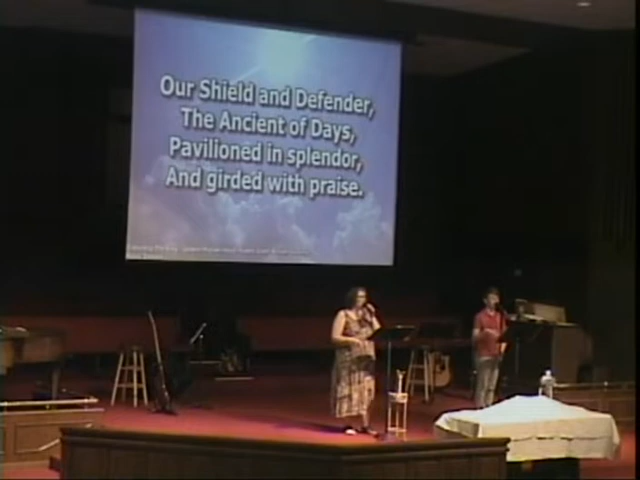 Our Shield and Defender,
The Ancient of Days,
Pavilioned in splendor,
And girded with praise.